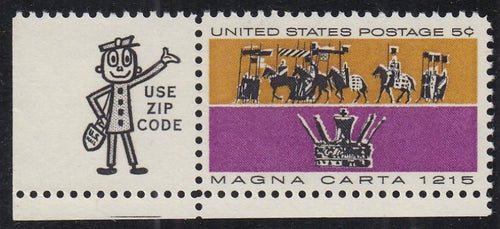 USE
ZIP
CODE
UNITED STATES POSTAGE 5¢
MAGNA CARTA 1215